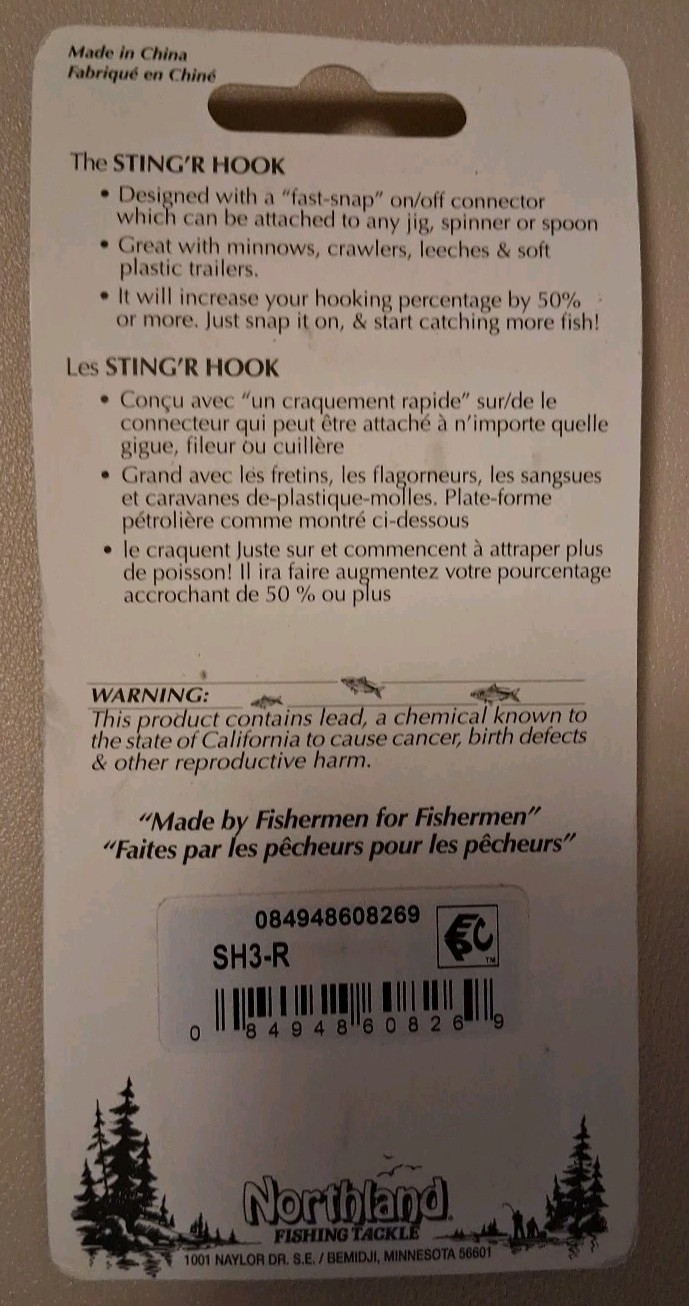 Made in China
Fabriqué en Chiné
The STING'R HOOK
• Designed with a "fast-snap" on/off connector
which can be attached to any jig, spinner or spoon
• Great with minnows, crawlers, leeches & soft
plastic trailers.
• It will increase your hooking percentage by 50%
or more. Just snap it on, & start catching more fish!
Les STING'R HOOK
• Conçu avec "un craquement rapide" sur/de le
connecteur qui peut être attaché à n'importe quelle
gigue, fileur ou cuillère
• Grand avec les fretins, les flagorneurs, les sangsues
et caravanes de-plastique-molles. Plate-forme
pétrolière comme montré ci-dessous
• le craquent Juste sur et commencent à attraper plus
de poisson! Il ira faire augmentez votre pourcentage
accrochant de 50 % ou plus
WARNING:
This product contains lead, a chemical known to
the state of California to cause cancer, birth defects
& other reproductive harm.
"Made by Fishermen for Fishermen"
"Faites par les pêcheurs pour les pêcheurs"
084948608269
SH3-R
TM
0 84948 60826 9
Northland
FISHING TACKLE
1001 NAYLOR DR. S.E. / BEMIDJI, MINNESOTA 56601